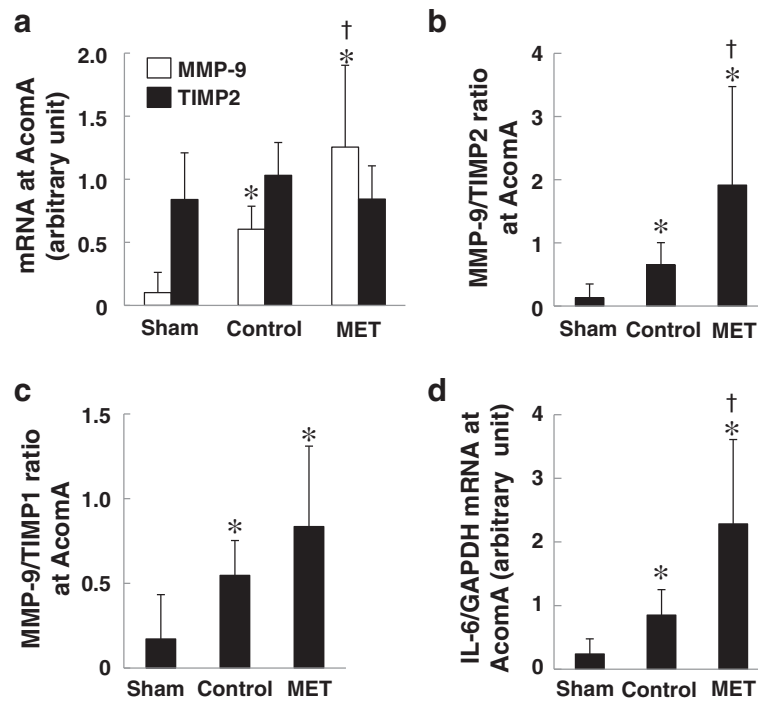 a
mRNA at AcomA
(arbitrary unit)
2.0
1.5
1.0
0.5
0
MMP-9
TIMP2
*
†
*
Sham Control MET
b
MMP-9/TIMP2 ratio
at AcomA
4
3
2
1
0
*
†
*
Sham Control MET
c
MMP-9/TIMP1 ratio
at AcomA
1.5
1.0
0.5
0
*
*
Sham Control MET
d
IL-6/GAPDH mRNA at
AcomA (arbitrary unit)
4
3
2
1
0
*
†
*
Sham Control MET